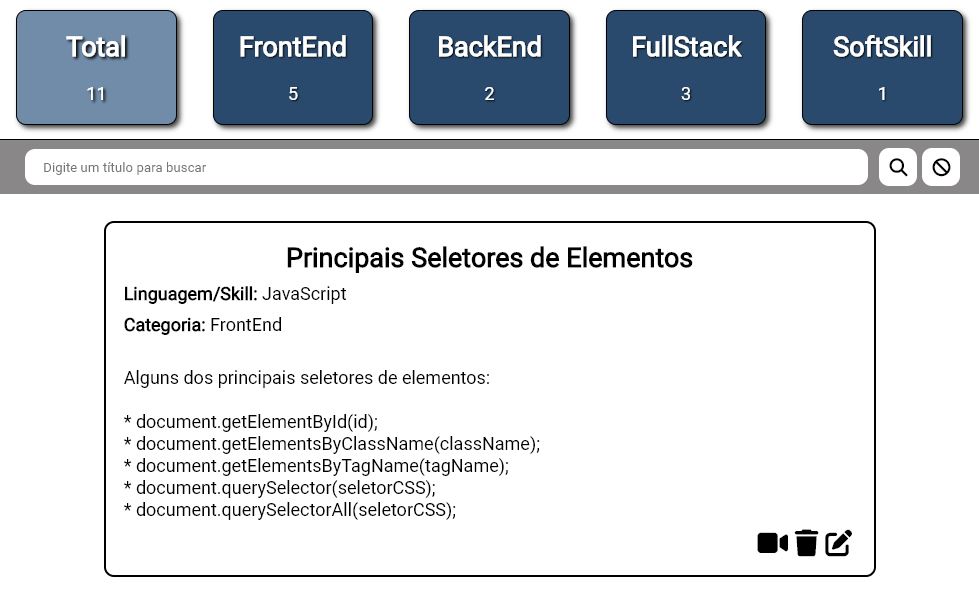 Total
11
FrontEnd
5
BackEnd
2
FullStack
3
SoftSkill
1
Digite um título para buscar
Principais Seletores de Elementos
Linguagem/Skill: JavaScript
Categoria: FrontEnd
Alguns dos principais seletores de elementos:
* document.getElementById(id);
* document.getElementsByClassName(className);
* document.getElementsByTagName(tagName);
* document.querySelector(seletorCSS);
* document.querySelectorAll(seletorCSS);